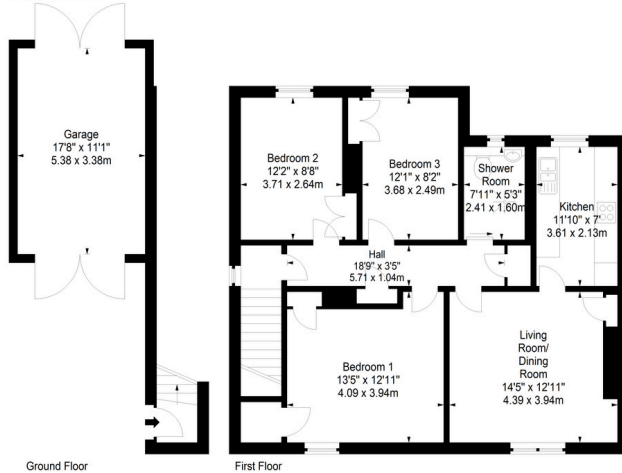 Garage
17'8" x 11'1"
5.38 x 3.38m
Bedroom 2
12'2" x 8'8"
3.71 x 2.64m
Bedroom 3
12'1" x 8'2"
3.68 x 2.49m
Shower
Room
7'11" x 5'3"
2.41 x 1.60m
Kitchen
11'10" x 7'
3.61 x 2.13m
Hall
18'9" x 3'5"
5.71 x 1.04m
Bedroom 1
13'5" x 12'11"
4.09 x 3.94m
Living
Room/
Dining
Room
14'5" x 12'11"
4.39 x 3.94m
Ground Floor
First Floor